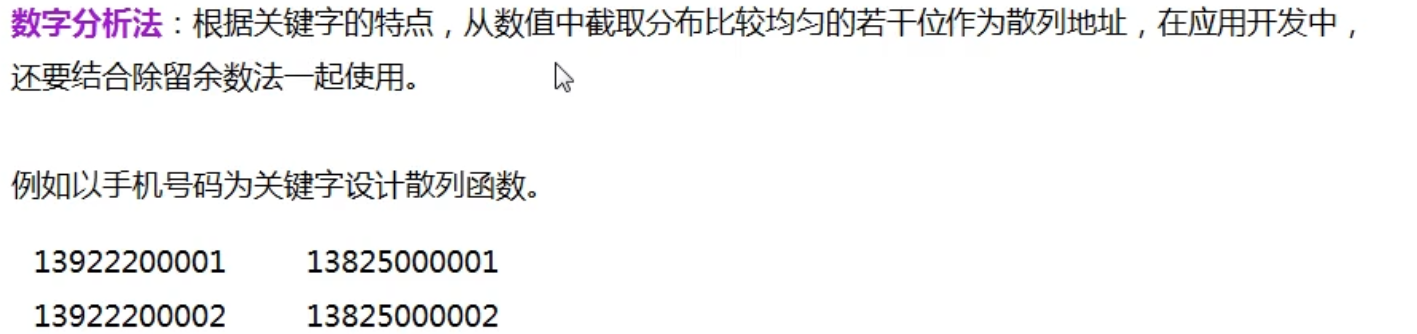 数字分析法：根据关键字的特点，从数值中截取分布比较均匀的若干位作为散列地址，在应用开发中，
还要结合除留余数法一起使用。
例如以手机号码为关键字设计散列函数。
13922200001 13825000001
13922200002 13825000002